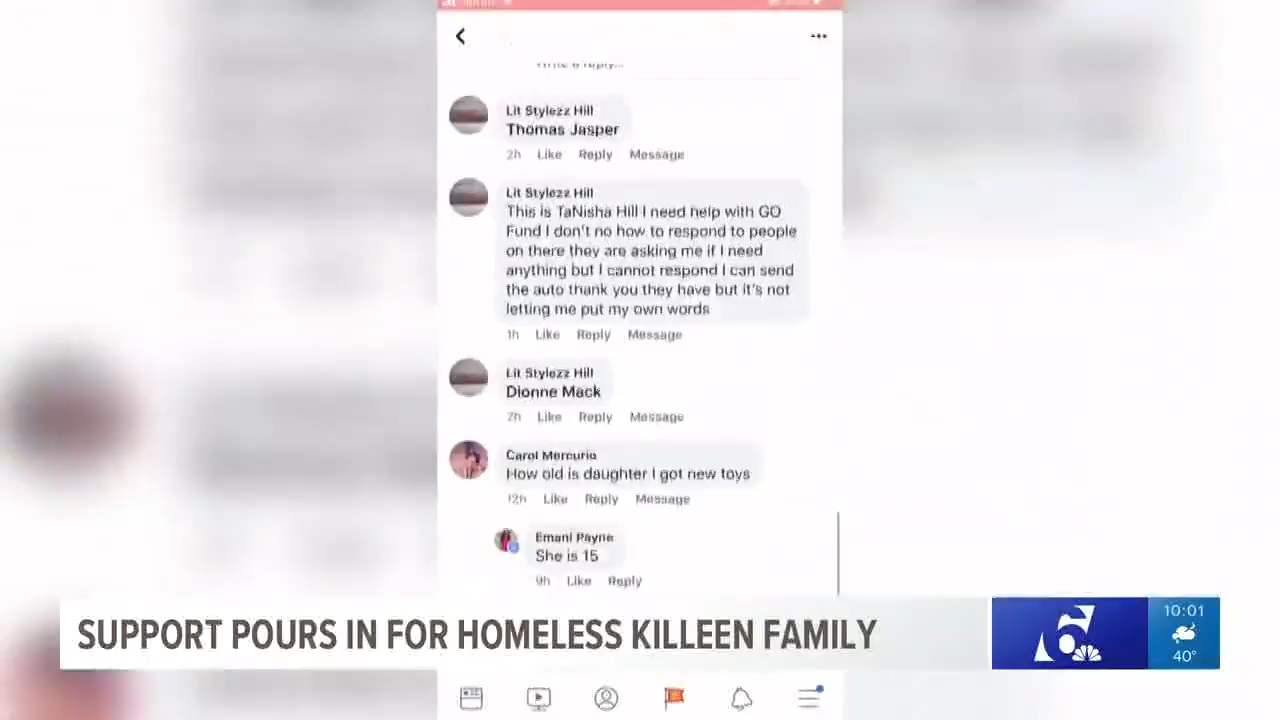 Lit Stylezz Hill
Thomas Jasper
2h Like Reply Message
Lit Stylezz Hill
This is TaNisha Hill I need help with GO
Fund I don't no how to respond to people
on there they are asking me if I need
anything but I cannot respond I can send
the auto thank you they have but it's not
letting me put my own words
1h Like Reply Message
Lit Stylezz Hill
Dionne Mack
2h Like Reply Message
Carol Mercurio
How old is daughter I got new toys
12h Like Reply Message
Emani Payne
She is 15
9h Like Reply
SUPPORT POURS IN FOR HOMELESS KILLEEN FAMILY
6
10:01
40°